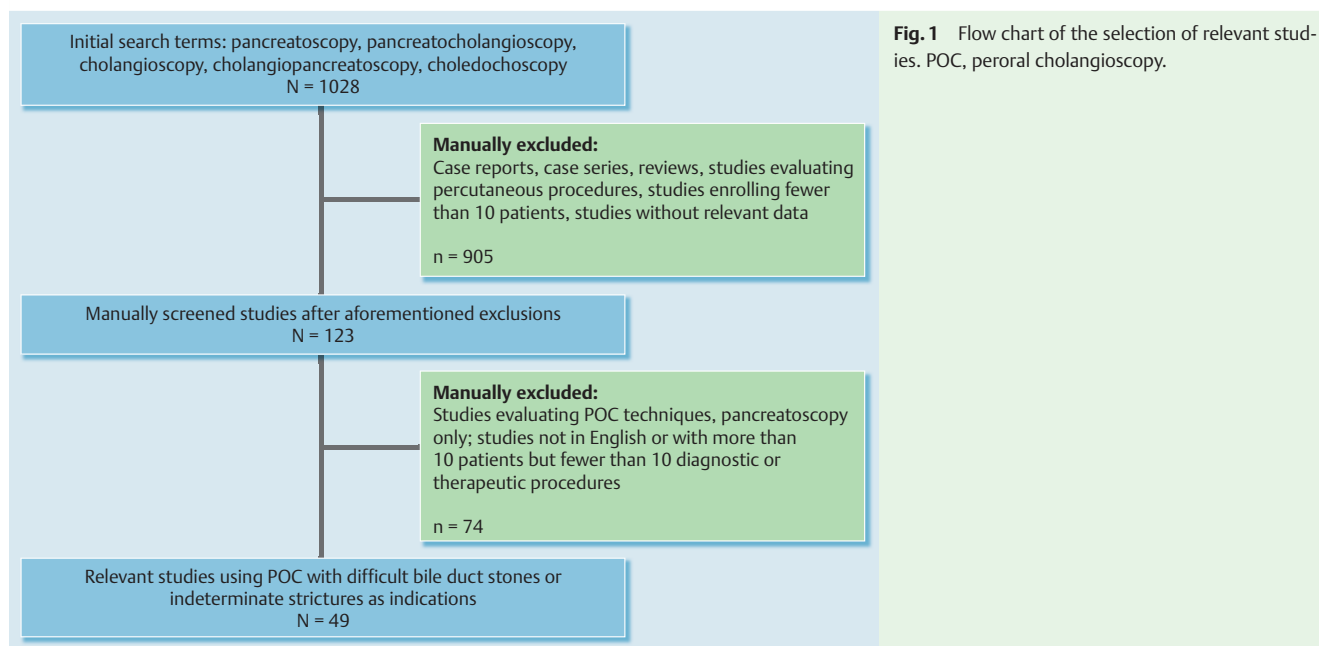 Initial search terms: pancreatoscopy, pancreatocholangioscopy,
cholangioscopy, cholangiopancreatoscopy, choledochoscopy
N = 1028
Manually excluded:
Case reports, case series, reviews, studies evaluating
percutaneous procedures, studies enrolling fewer
than 10 patients, studies without relevant data
n = 905
Manually screened studies after aforementioned exclusions
N = 123
Manually excluded:
Studies evaluating POC techniques, pancreatoscopy
only; studies not in English or with more than
10 patients but fewer than 10 diagnostic or
therapeutic procedures
n = 74
Relevant studies using POC with difficult bile duct stones or
indeterminate strictures as indications
N = 49
Fig. 1 Flow chart of the selection of relevant stud-
ies. POC, peroral cholangioscopy.